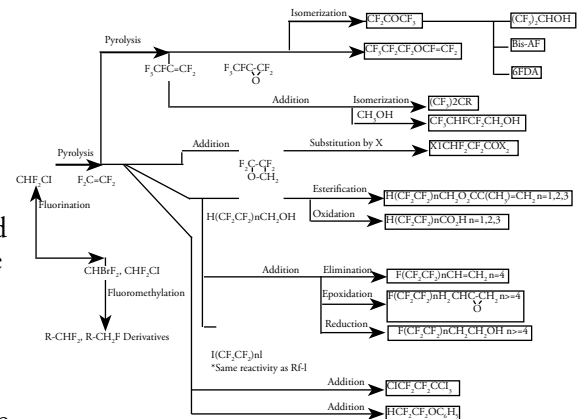 Isomerization
CF2COCF3
(CF3)2CHOH
Pyrolysis
Bis-AF
CF3CF2CF2OCF=CF2
F3CFC=CF2
F3CFC-CF2
O
6FDA
Addition
Isomerization
(CF3)2CR
CH3OH
CF3CHFCF2CH2OH
Addition
Substitution by X
X1CHF2CF2COX2
Pyrolysis
F2C-CF2
O-CH2
CHF2Cl
F2C=CF2
Esterification
H(CF2CF2)nCH2O2CC(CH3)=CH2 n=1,2,3
Fluorination
H(CF2CF2)nCH2OH
Oxidation
H(CF2CF2)nCO2H n=1,2,3
d
e
CHBrF2, CHF2Cl
Addition
Elimination
F(CF2CF2)nCH=CH2 n=4
Fluoromethylation
Epoxidation
F(CF2CF2)nH2CHC-CH2 n>=4
O
Reduction
F(CF2CF2)nCH2CH2OH n>=4
R-CHF2, R-CH2F Derivatives
I(CF2CF2)nI
*Same reactivity as Rf-l
Addition
ClCF2CF2CCl3
Addition
HCF2CF2OC6H5